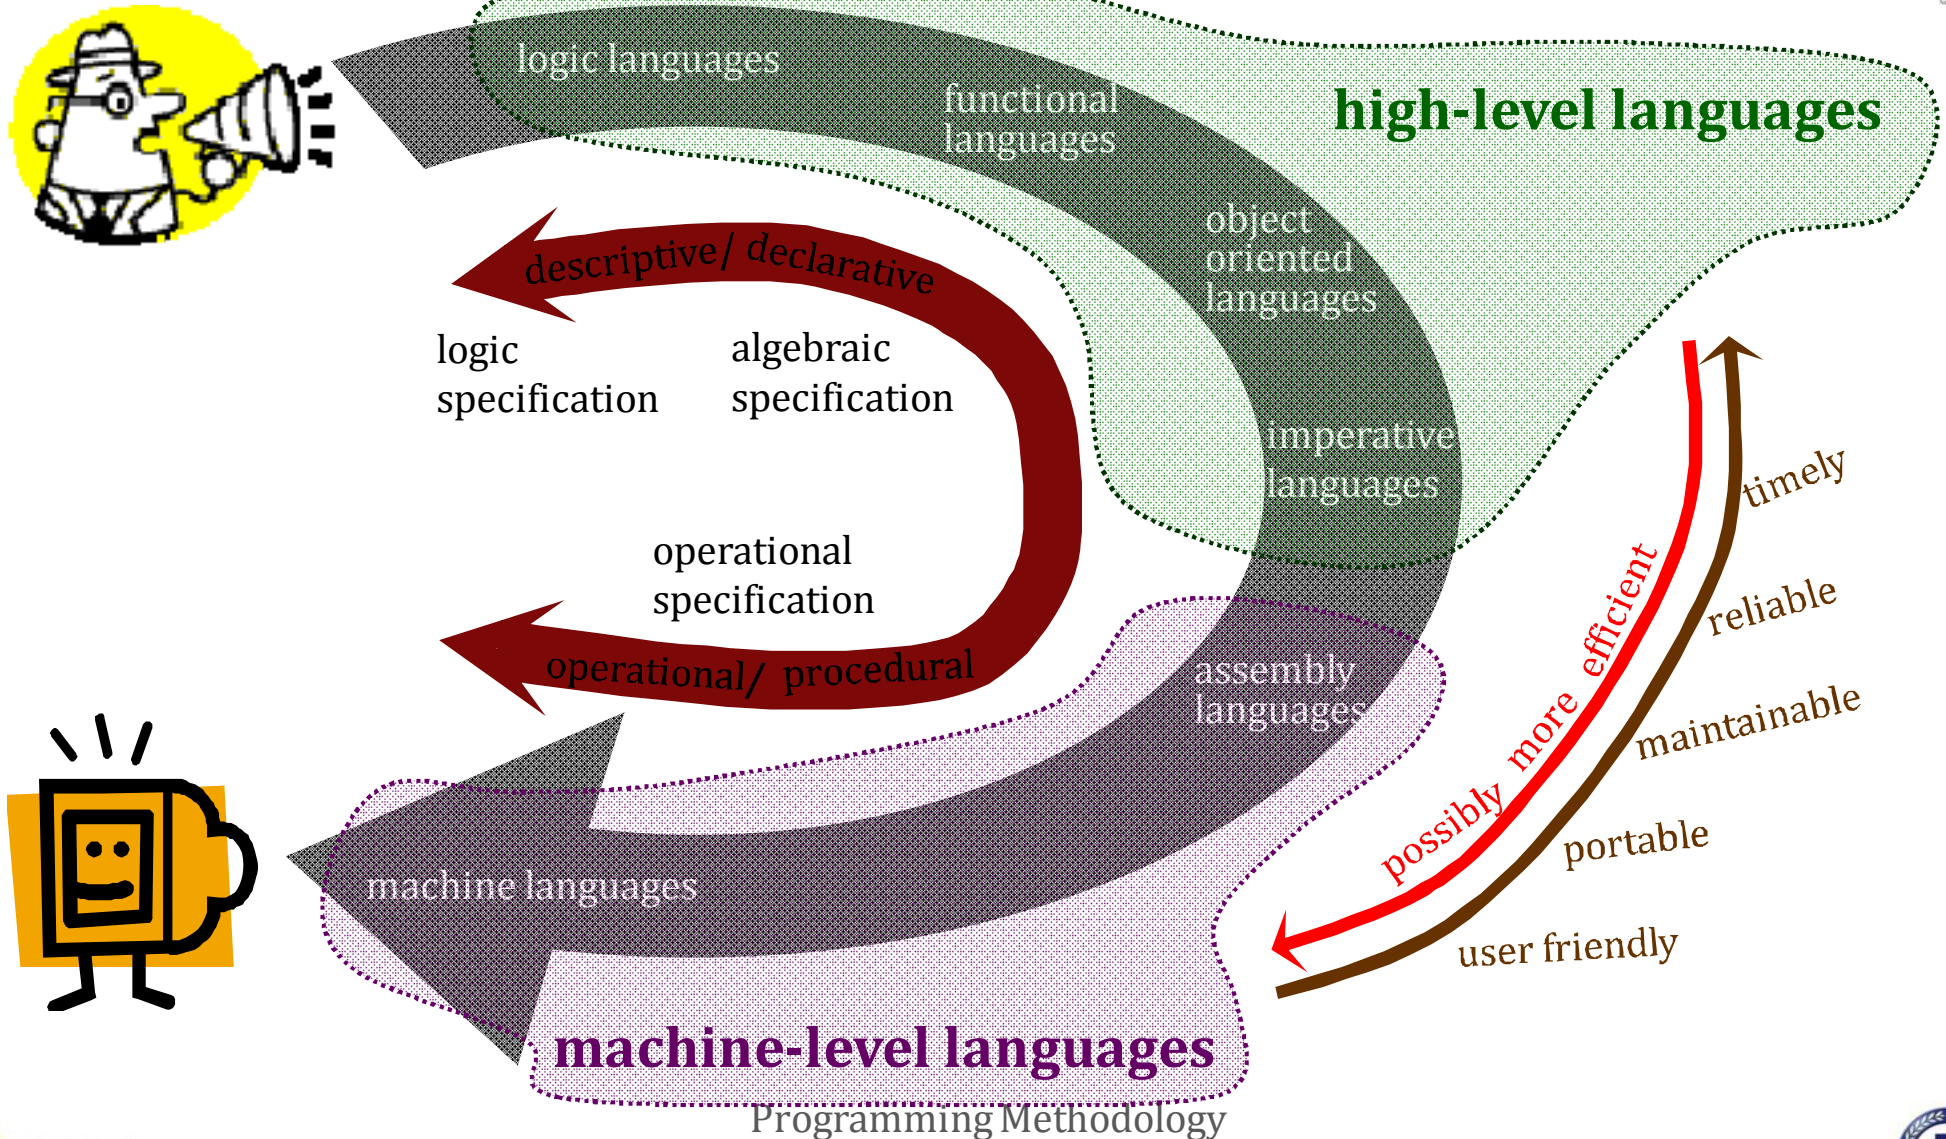 logic languages
functional
languages
high-level languages
object
oriented
languages
descriptive/ declarative
logic
specification
algebraic
specification
imperative
languages
timely
operational
specification
possibly more efficient
reliable
operational/ procedural
assembly
languages
maintainable
portable
machine languages
user friendly
machine-level languages
Programming Methodology